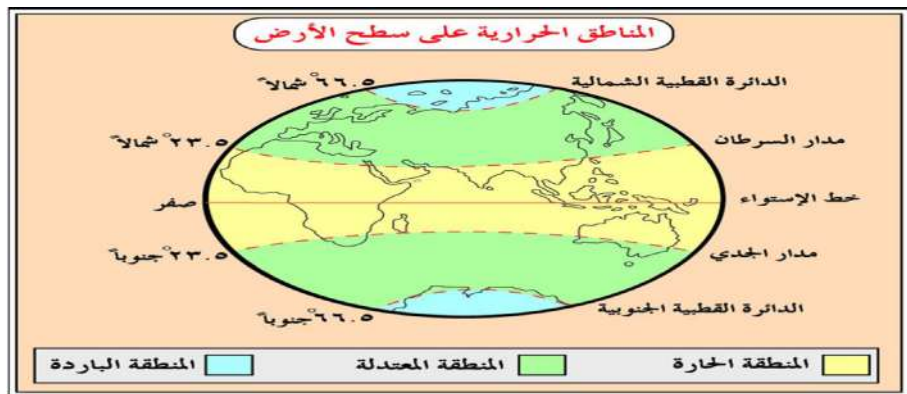 المناطق الحرارية على سطح الأرض
الدائرة القطبية الشمالية
٦٦.٥° شمالاً
مدار السرطان
٢٣.٥° شمالاً
خط الإستواء
صفر
مدار الجدي
٢٣.٥° جنوباً
الدائرة القطبية الجنوبية
٦٦.٥° جنوباً
المنطقة الحارة
المنطقة المعتدلة
المنطقة الباردة